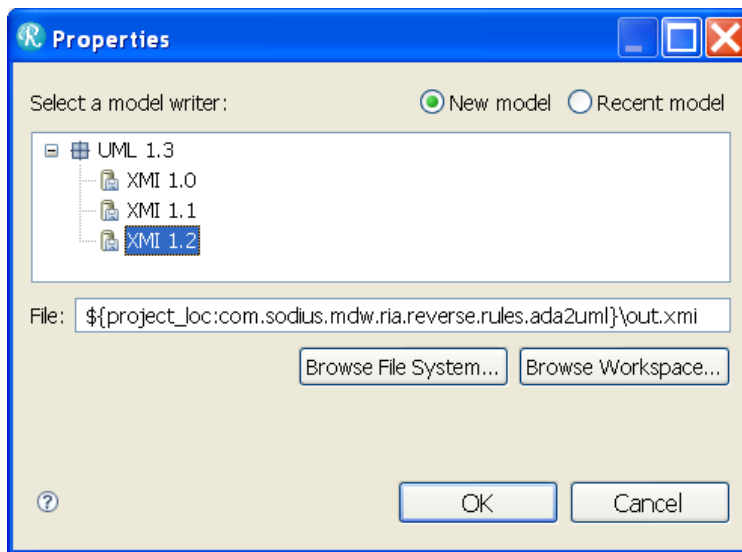 Properties
Select a model writer: New model Recent model
UML 1.3
XMI 1.0
XMI 1.1
XMI 1.2
File: ${project_loc:com.sodius.mdw.ria.reverse.rules.ada2uml}\out.xmi
Browse File System... Browse Workspace...
OK Cancel